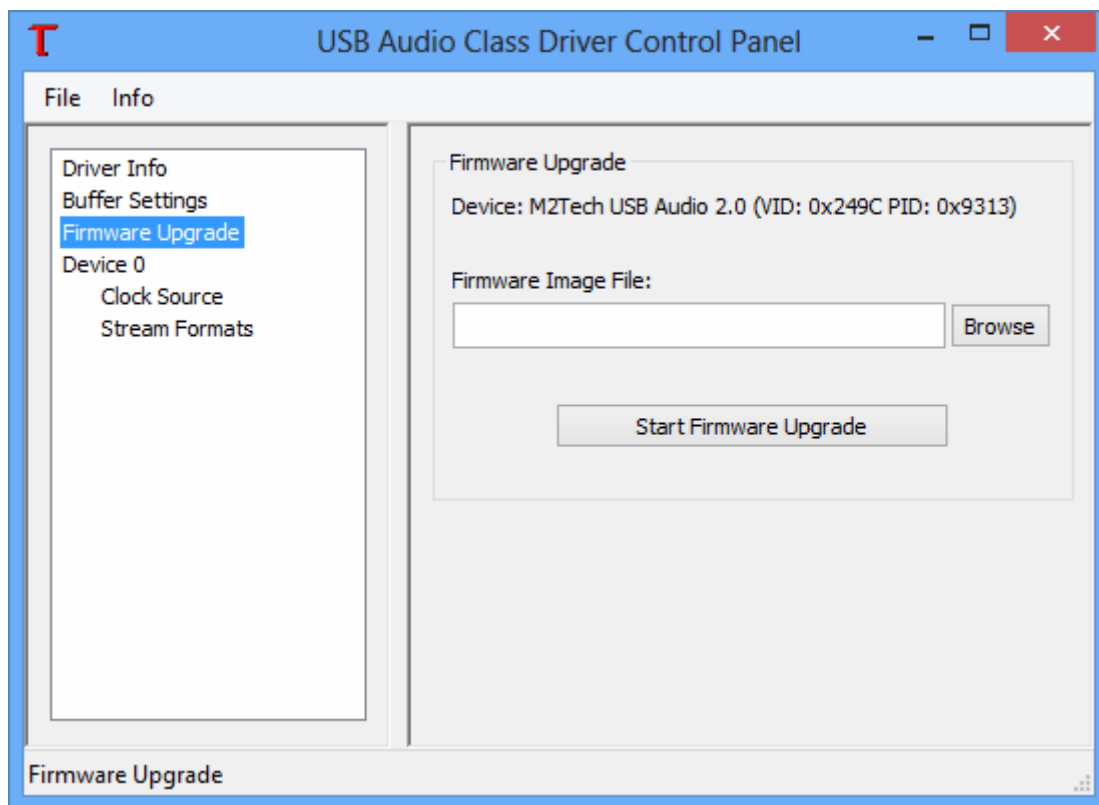 USB Audio Class Driver Control Panel
File Info
Driver Info
Buffer Settings
Firmware Upgrade
Device 0
Clock Source
Stream Formats
Firmware Upgrade
Device: M2Tech USB Audio 2.0 (VID: 0x249C PID: 0x9313)
Firmware Image File:
Browse
Start Firmware Upgrade
Firmware Upgrade